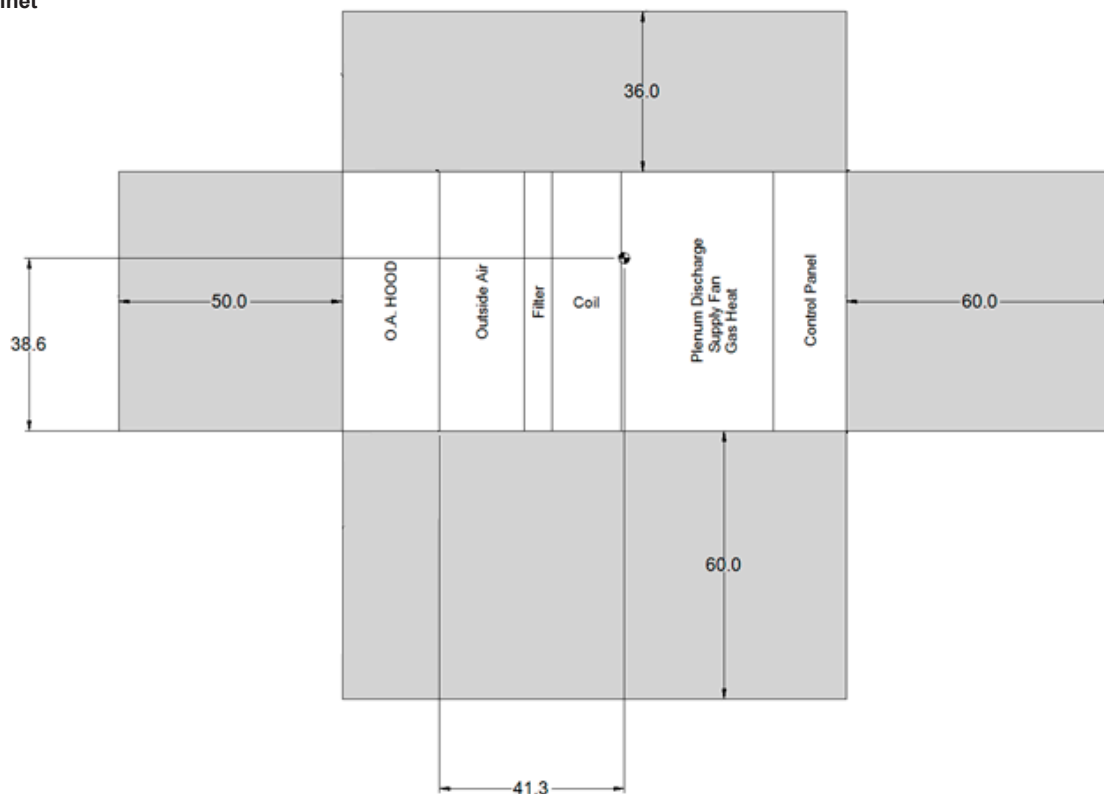 36.0
50.0
O.A. HOOD
Outside Air
Filter
Coil
Plenum Discharge
Supply Fan
Gas Heat
Control Panel
60.0
38.6
60.0
41.3